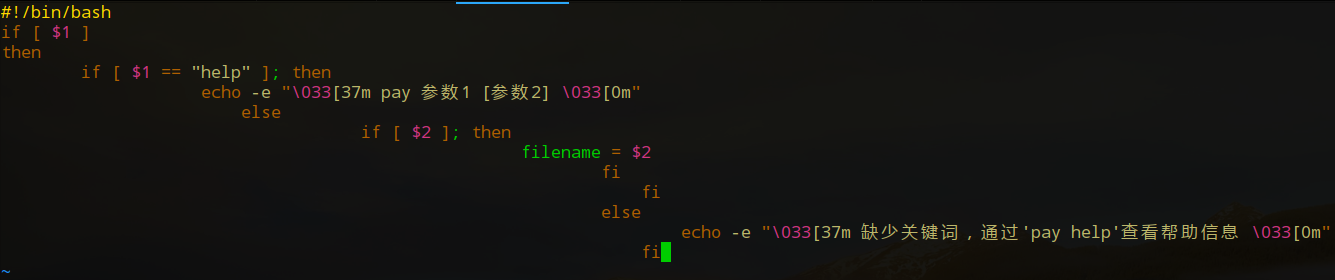 #!/bin/bash
if [ $1 ]
then
if [ $1 == "help" ]; then
echo -e "\033[37m pay 参数1 [参数2] \033[0m"
else
if [ $2 ]; then
filename = $2
fi
fi
else
echo -e "\033[37m 缺少关键词，通过'pay help'查看帮助信息 \033[0m"
fi
~